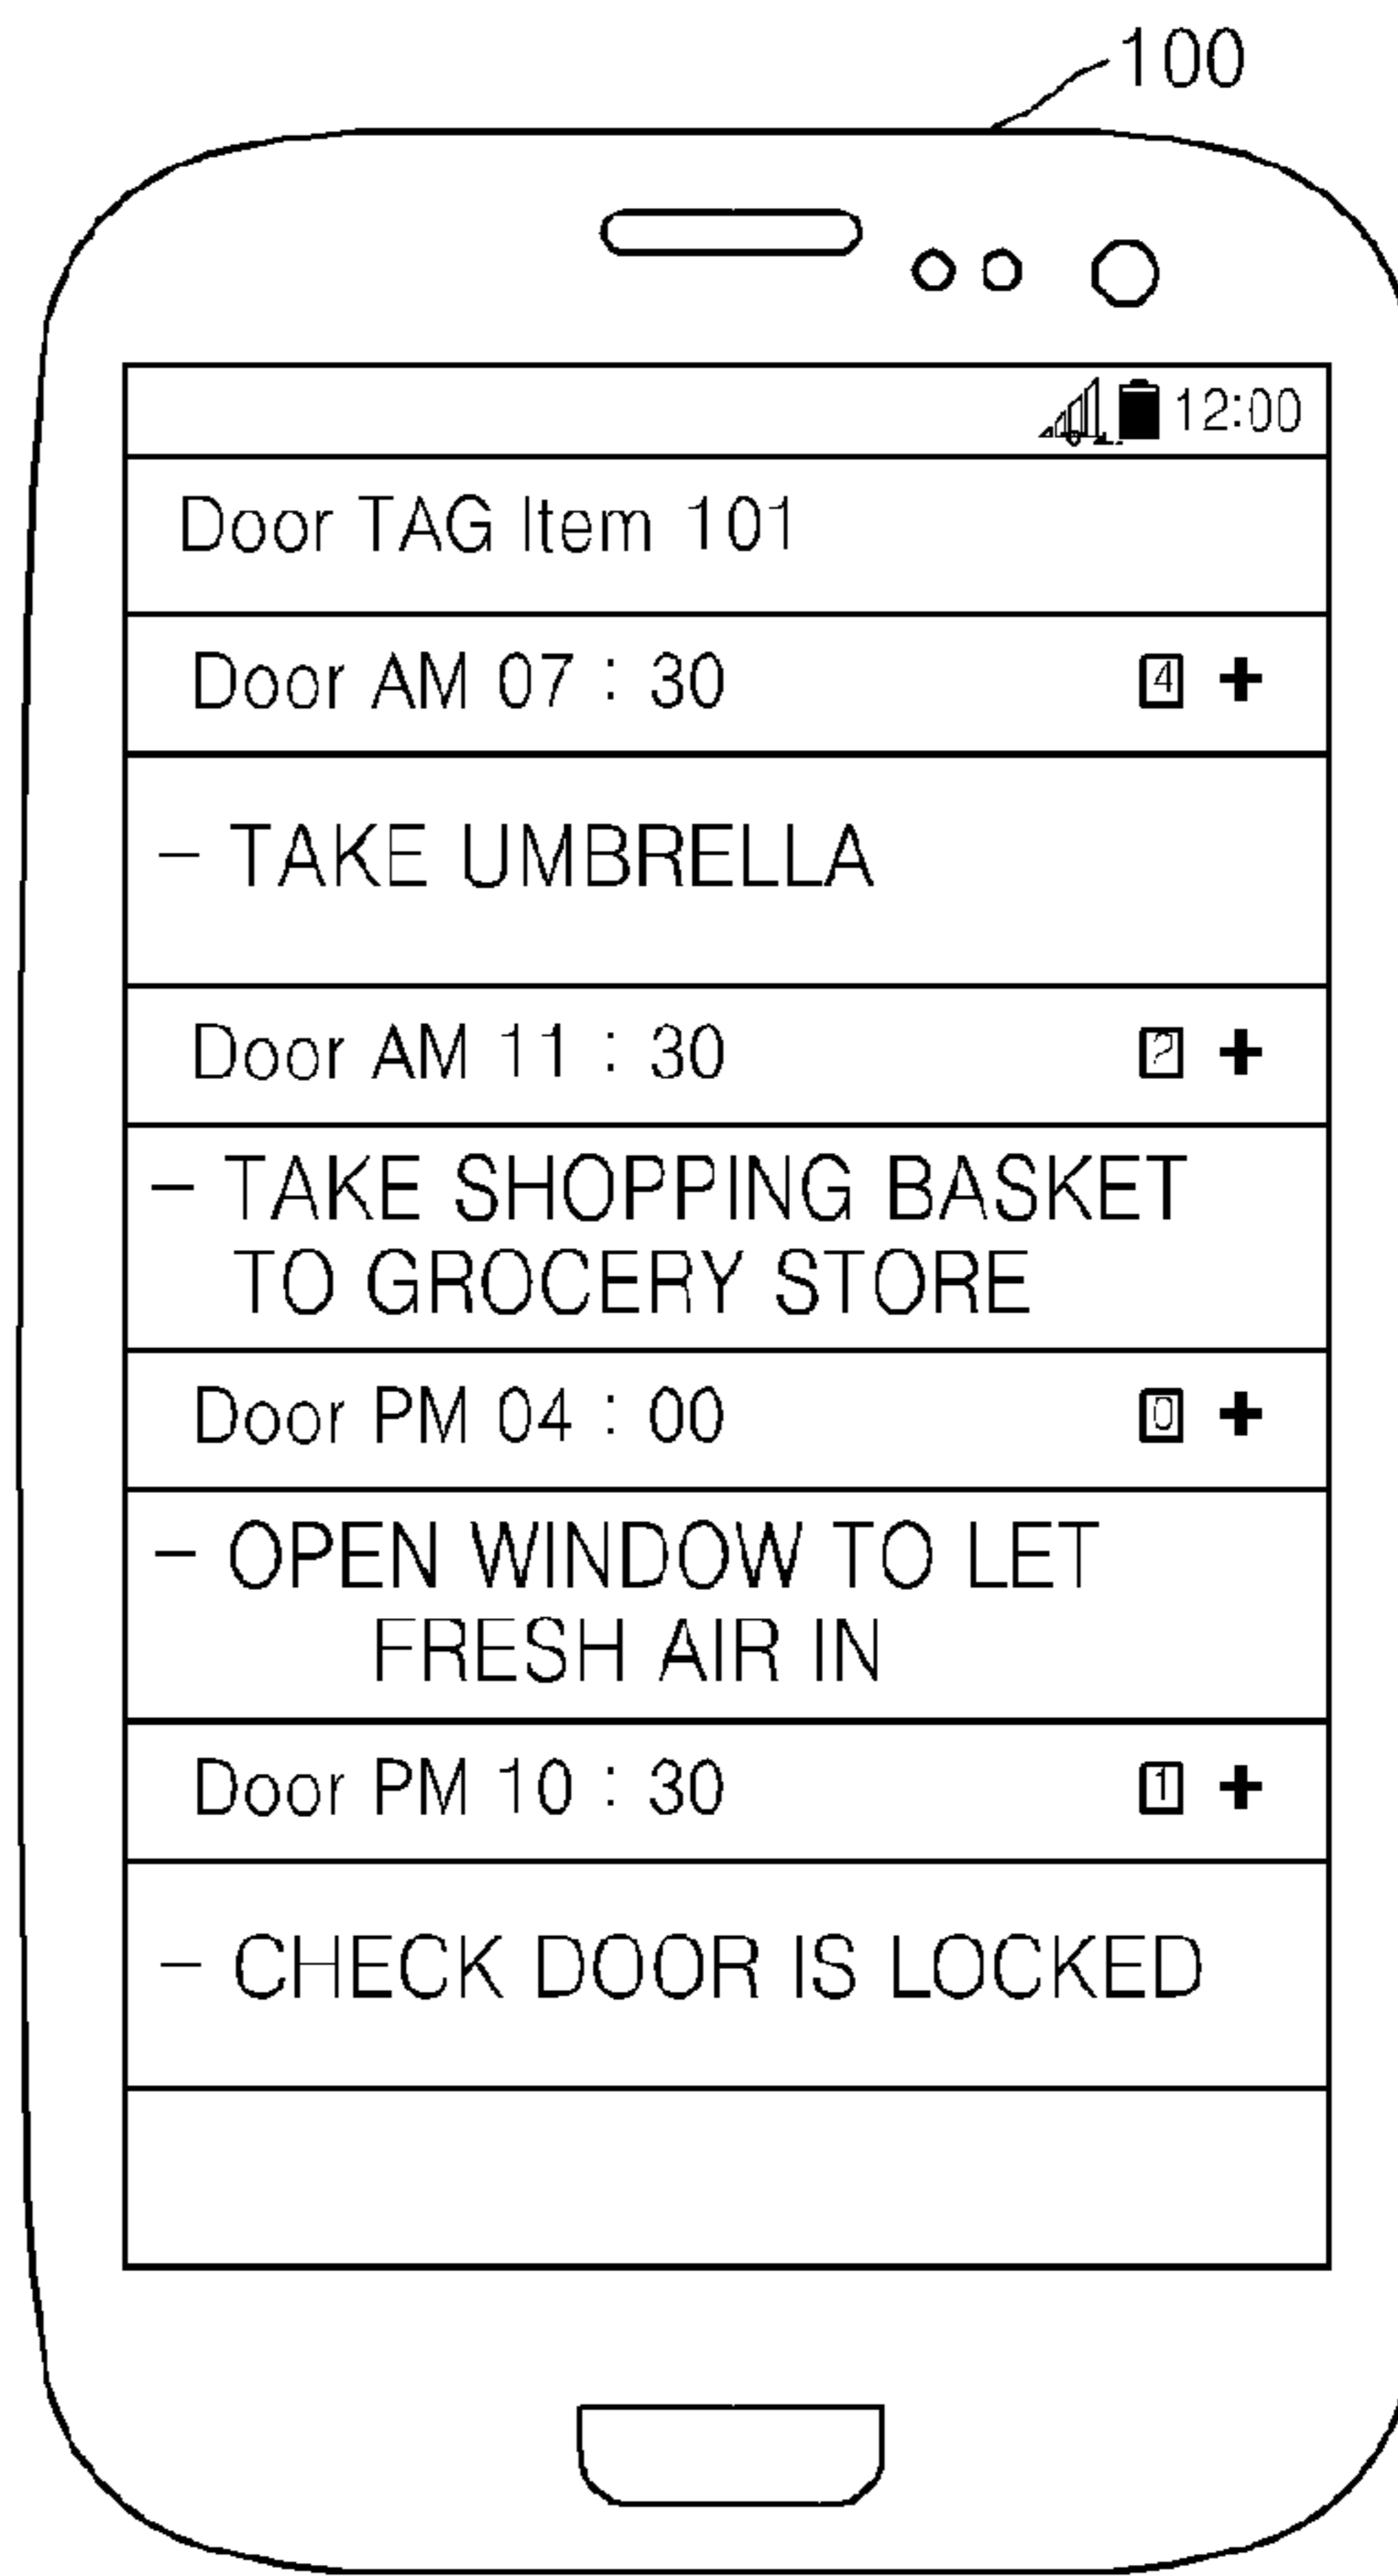 100
12:00
Door TAG Item 101
Door AM 07 : 30 4 +
- TAKE UMBRELLA
Door AM 11 : 30 2 +
- TAKE SHOPPING BASKET
TO GROCERY STORE
Door PM 04 : 00 0 +
- OPEN WINDOW TO LET
FRESH AIR IN
Door PM 10 : 30 1 +
- CHECK DOOR IS LOCKED